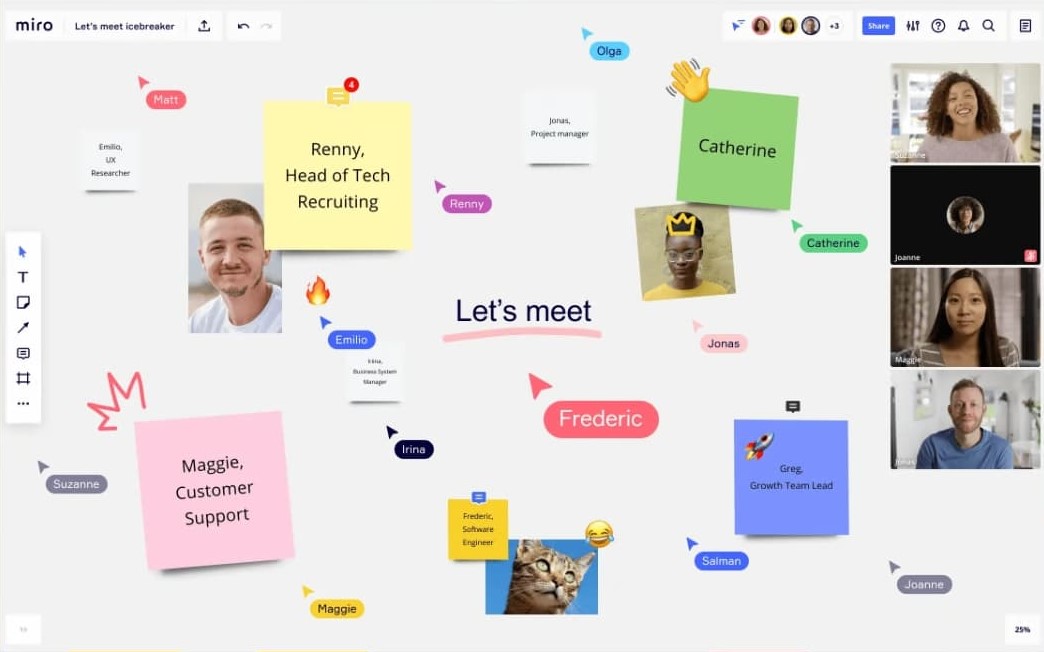 miro
Let's meet icebreaker
+3
Share
Olga
Matt
4
Renny,
Head of Tech
Recruiting
Jonas,
Project manager
Catherine
Emilio,
UX
Researcher
Suzanne
Renny
Catherine
Joanne
Let's meet
Emilio
Jonas
Maggie
Irina,
Business System
Manager
Frederic
Irina
Maggie,
Customer
Support
Greg,
Growth Team Lead
Jonas
Suzanne
Frederic,
Software
Engineer
Salman
Joanne
Maggie
25%